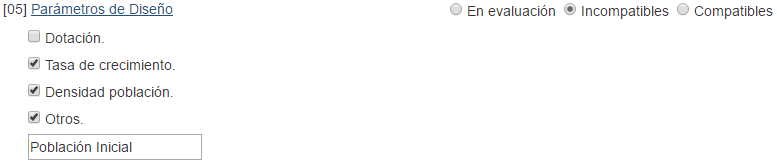 [05] Parámetros de Diseño En evaluación Incompatibles Compatibles
Dotación.
Tasa de crecimiento.
Densidad población.
Otros.
Población Inicial